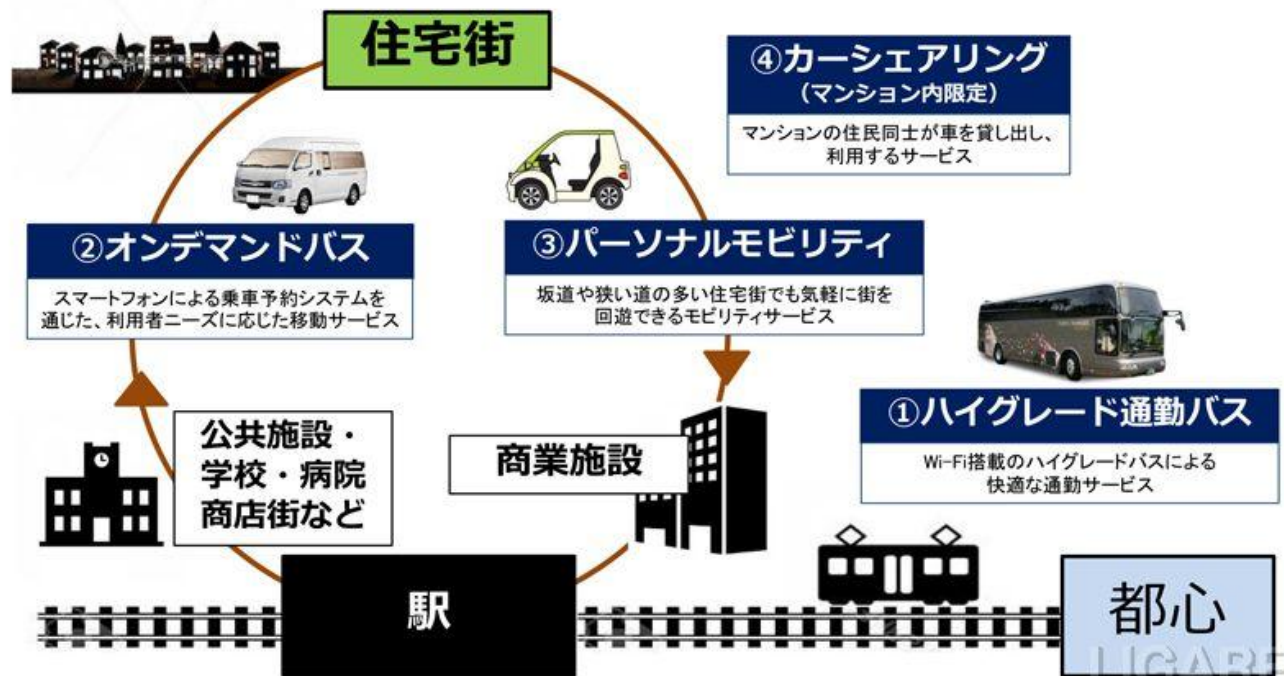 住宅街
④カーシェアリング
（マンション内限定）
マンションの住民同士が車を貸し出し、
利用するサービス
②オンデマンドバス
スマートフォンによる乗車予約システムを
通じた、利用者ニーズに応じた移動サービス
③パーソナルモビリティ
坂道や狭い道の多い住宅街でも気軽に街を
回遊できるモビリティサービス
①ハイグレード通勤バス
Wi-Fi搭載のハイグレードバスによる
快適な通勤サービス
公共施設・
学校・病院
商店街など
商業施設
駅
都心
LIGARE